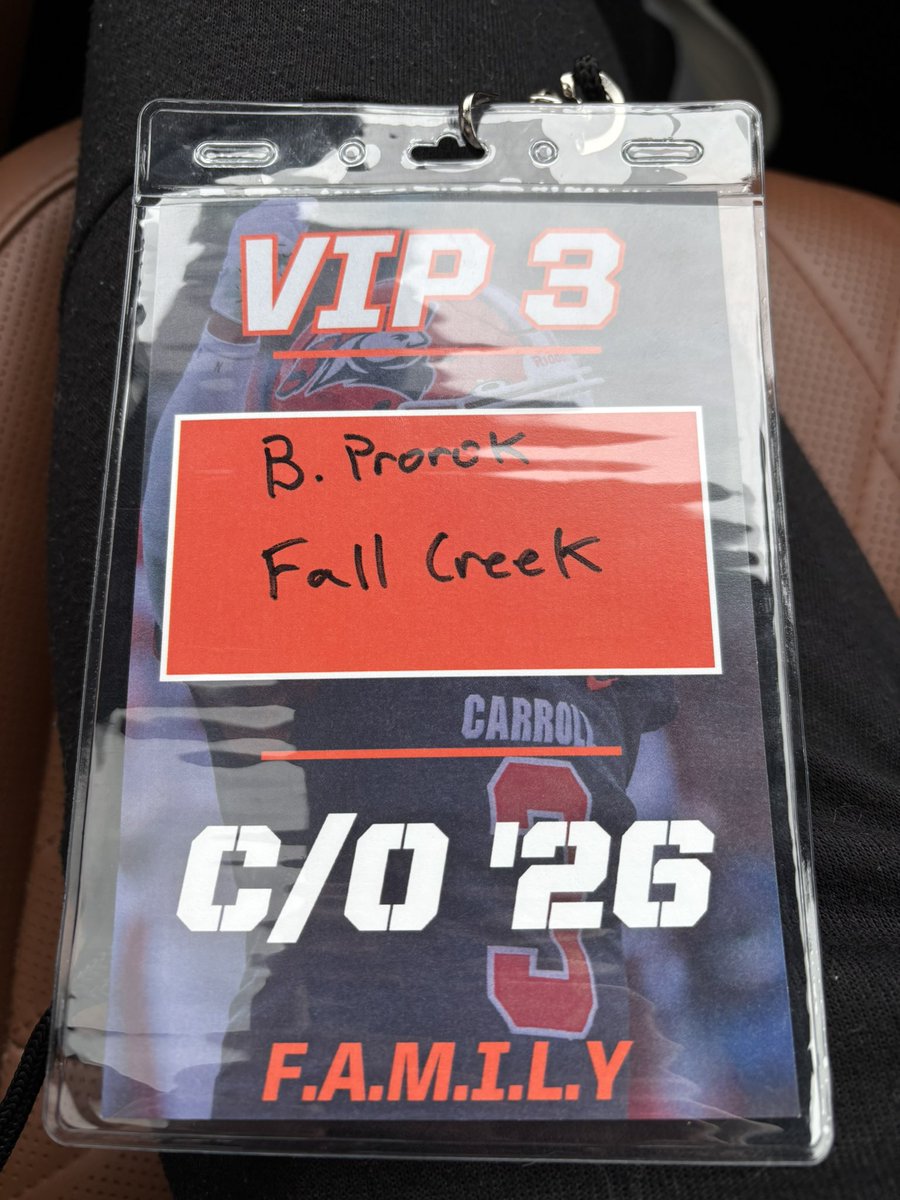 VIP 3
B. Prorok
Fall Creek
CARROLL
3
C/O '26
F.A.M.I.L.Y